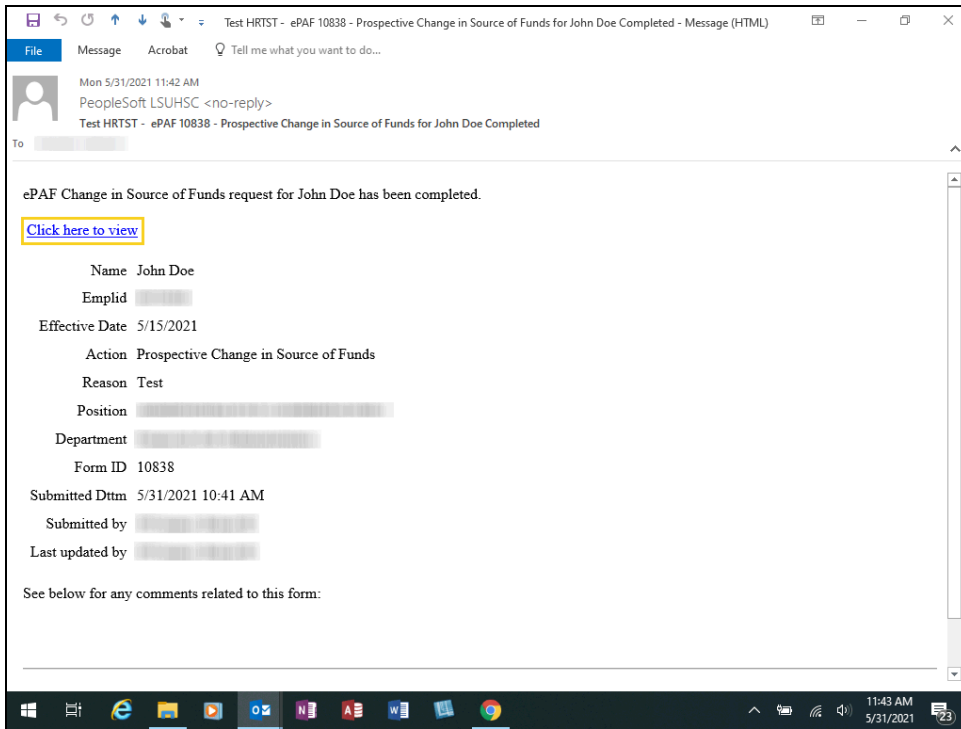 Test HRTST - ePAF 10838 - Prospective Change in Source of Funds for John Doe Completed - Message (HTML)
File Message Acrobat Tell me what you want to do...
Mon 5/31/2021 11:42 AM
PeopleSoft LSUHSC <no-reply>
Test HRTST - ePAF 10838 - Prospective Change in Source of Funds for John Doe Completed
To
ePAF Change in Source of Funds request for John Doe has been completed.
Click here to view
Name John Doe
Emplid
Effective Date 5/15/2021
Action Prospective Change in Source of Funds
Reason Test
Position
Department
Form ID 10838
Submitted Dttm 5/31/2021 10:41 AM
Submitted by
Last updated by
See below for any comments related to this form:
11:43 AM
5/31/2021
23